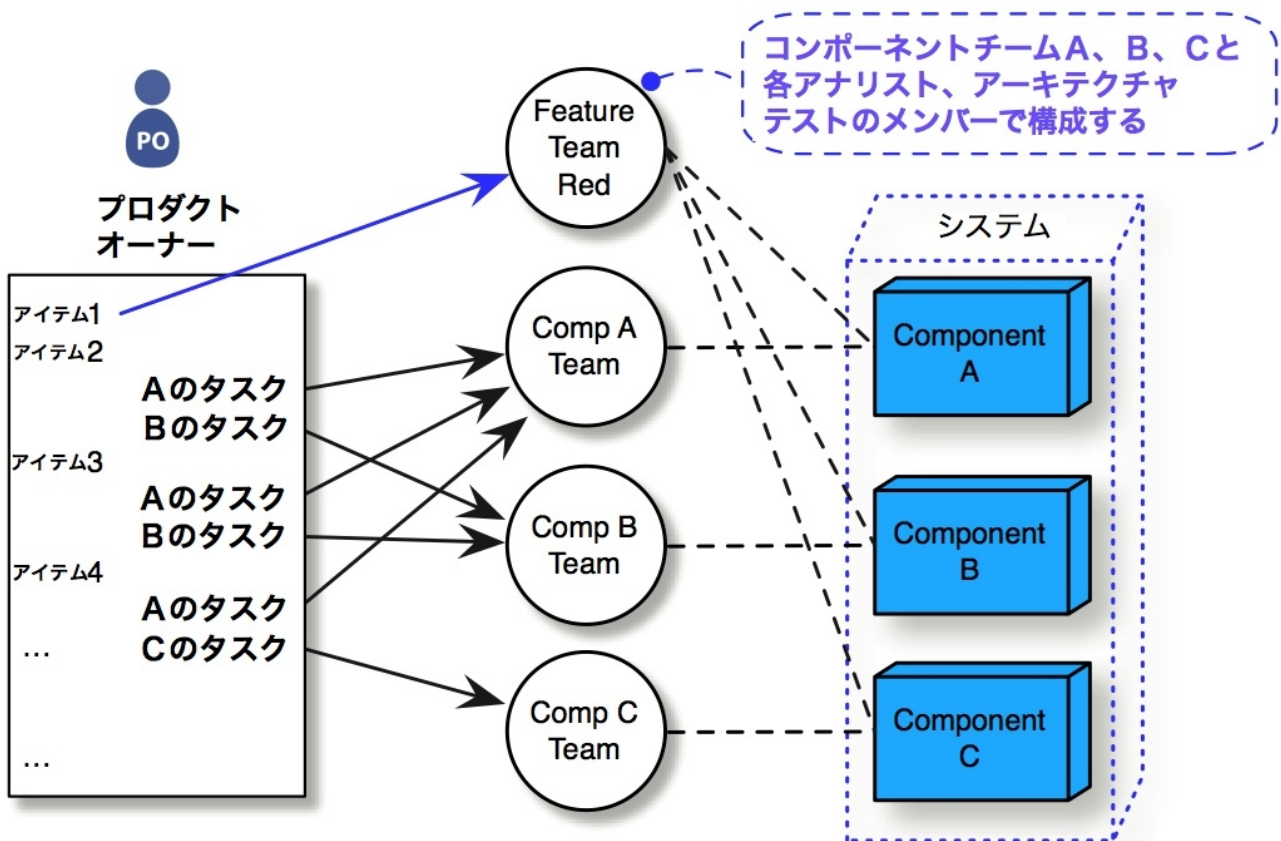 コンポーネントチームA、B、Cと
各アナリスト、アーキテクチャ
テストのメンバーで構成する
PO
プロダクト
オーナー
Feature
Team
Red
システム
アイテム1
アイテム2
Aのタスク
Bのタスク
アイテム3
Aのタスク
Bのタスク
アイテム4
Aのタスク
...
Cのタスク
...
Comp A
Team
Comp B
Team
Comp C
Team
Component
A
Component
B
Component
C